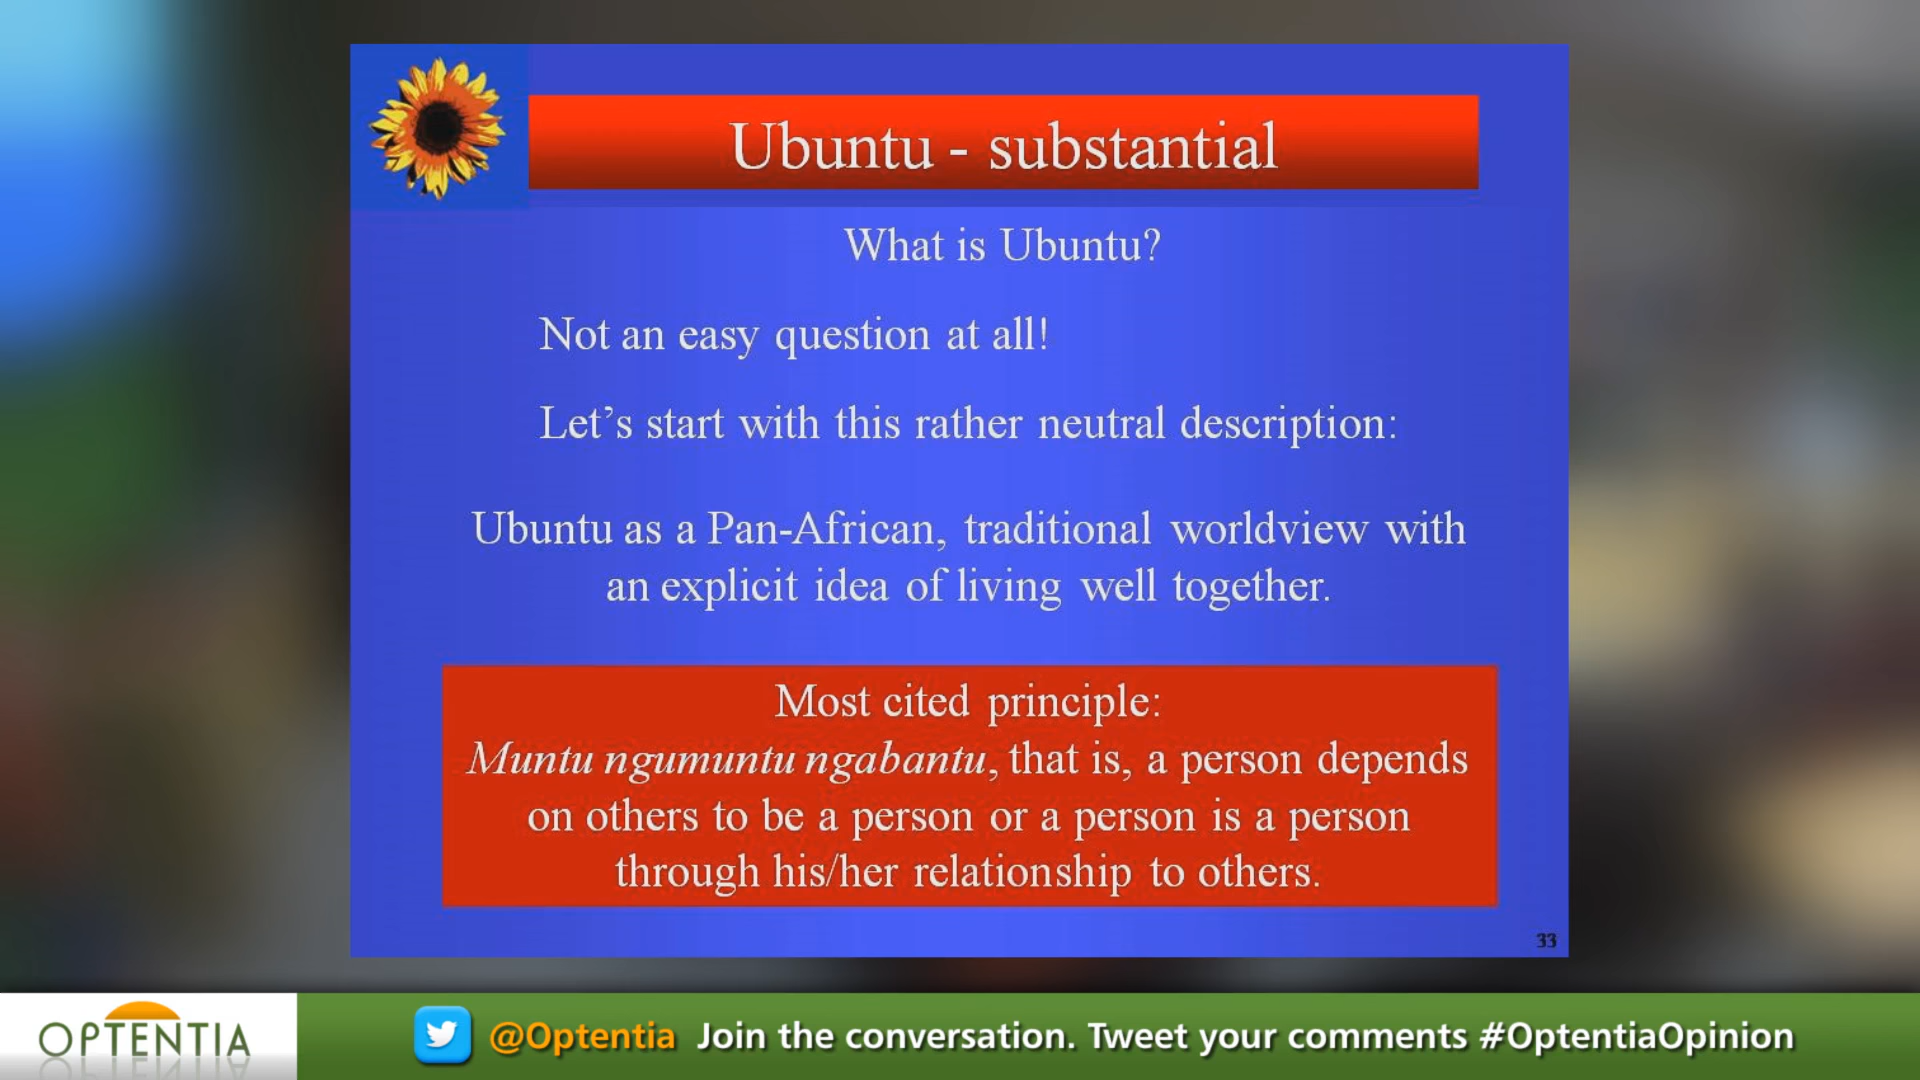 Ubuntu - substantial
What is Ubuntu?
Not an easy question at all!
Let's start with this rather neutral description:
Ubuntu as a Pan-African, traditional worldview with
an explicit idea of living well together.
Most cited principle:
Muntu ngumuntu ngabantu, that is, a person depends
on others to be a person or a person is a person
through his/her relationship to others.
33
OPTENTIA
@Optentia Join the conversation. Tweet your comments #OptentiaOpinion